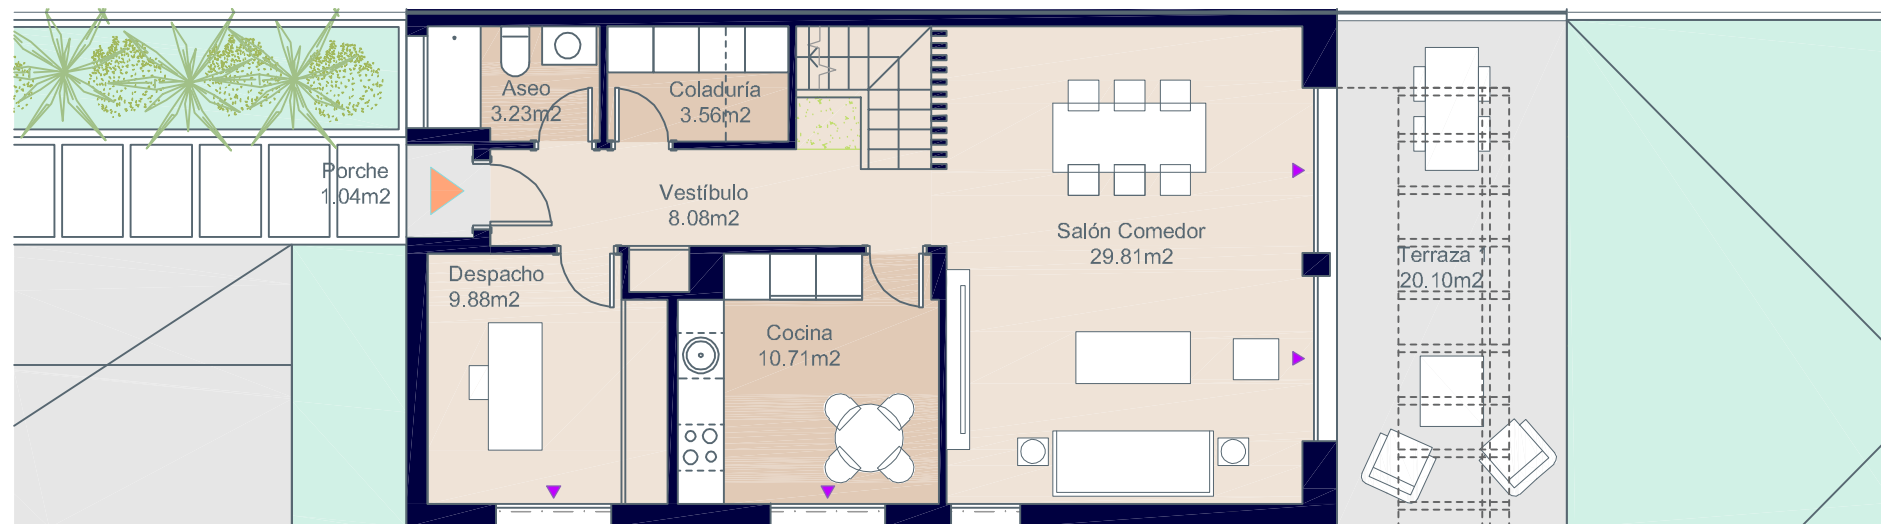 Aseo
3.23m2
Coladuría
3.56m2
Porche
1.04m2
Vestíbulo
8.08m2
Salón Comedor
29.81m2
Terraza 1
20.10m2
Despacho
9.88m2
Cocina
10.71m2